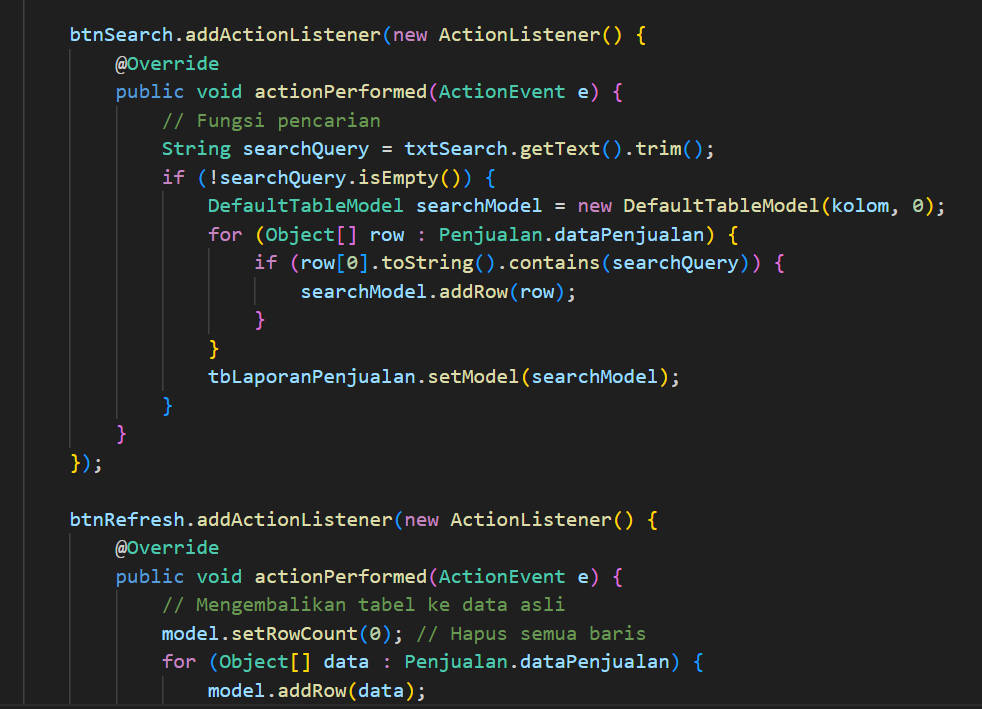 btnSearch.addActionListener(new ActionListener() {
@Override
public void actionPerformed(ActionEvent e) {
// Fungsi pencarian
String searchQuery = txtSearch.getText().trim();
if (!searchQuery.isEmpty()) {
DefaultTableModel searchModel = new DefaultTableModel(kolom, 0);
for (Object[] row : Penjualan.dataPenjualan) {
if (row[0].toString().contains(searchQuery)) {
searchModel.addRow(row);
}
}
tbLaporanPenjualan.setModel(searchModel);
}
}
});
btnRefresh.addActionListener(new ActionListener() {
@Override
public void actionPerformed(ActionEvent e) {
// Mengembalikan tabel ke data asli
model.setRowCount(0); // Hapus semua baris
for (Object[] data : Penjualan.dataPenjualan) {
model.addRow(data);